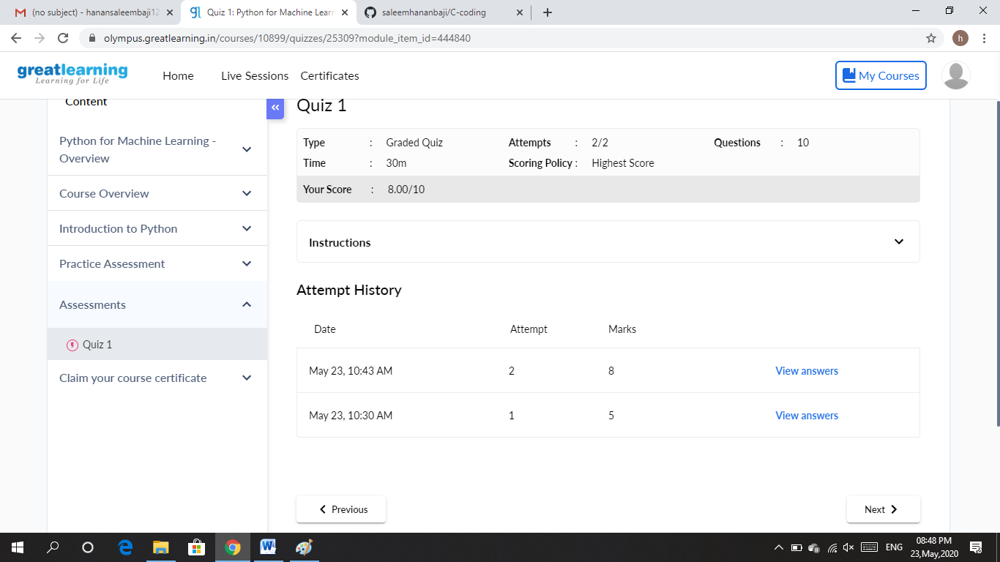 (no subject) - hanansaleembaji12
Quiz 1: Python for Machine Learn
saleemhananbaji/C-coding
olympus.greatlearning.in/courses/10899/quizzes/25309?module_item_id=444840
h
greatlearning
Learning for Life
Home
Live Sessions
Certificates
My Courses
Content
Python for Machine Learning -
Overview
Course Overview
Introduction to Python
Practice Assessment
Assessments
Quiz 1
Claim your course certificate
Quiz 1
Type : Graded Quiz Attempts : 2/2 Questions : 10
Time : 30m Scoring Policy : Highest Score
Your Score : 8.00/10
Instructions
Attempt History
Date Attempt Marks
May 23, 10:43 AM 2 8 View answers
May 23, 10:30 AM 1 5 View answers
Previous
Next
ENG
08:48 PM
23,May,2020